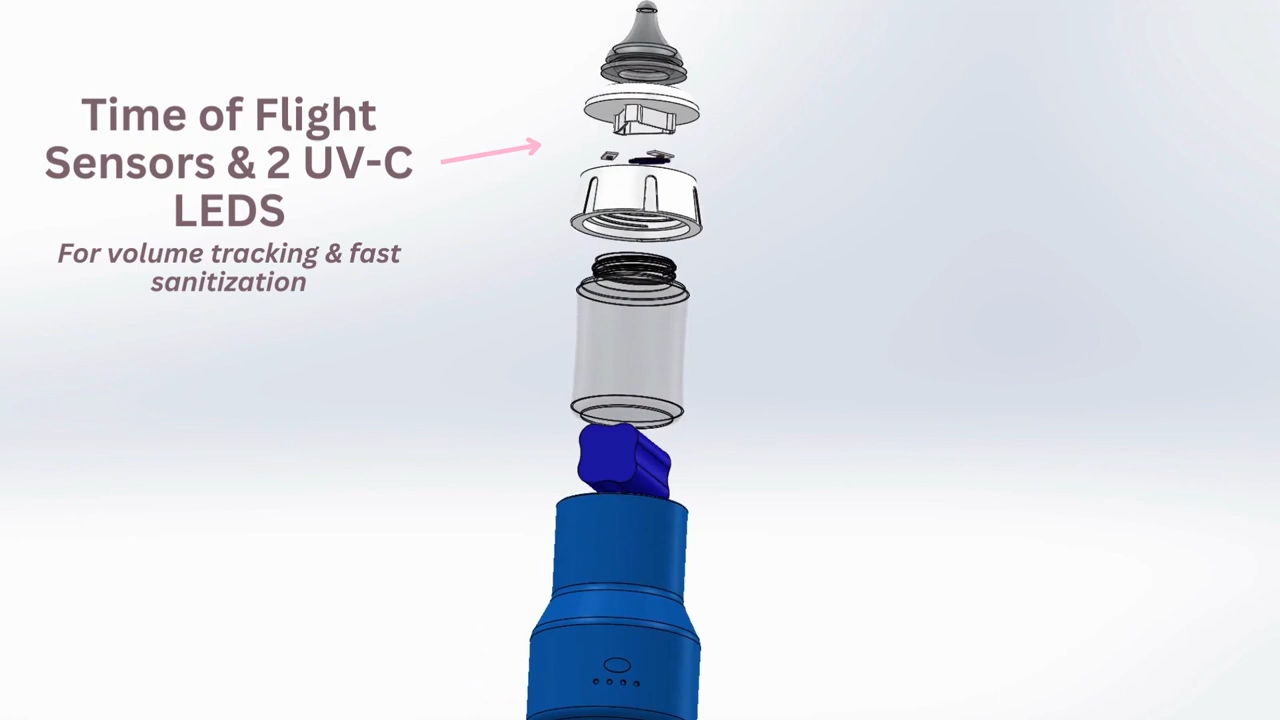 Time of Flight
Sensors & 2 UV-C
LEDS
For volume tracking & fast
sanitization